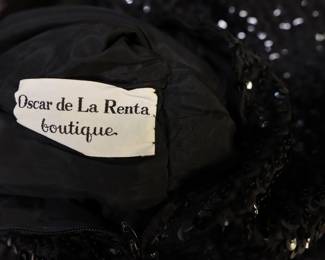 Oscar de La Renta
boutique